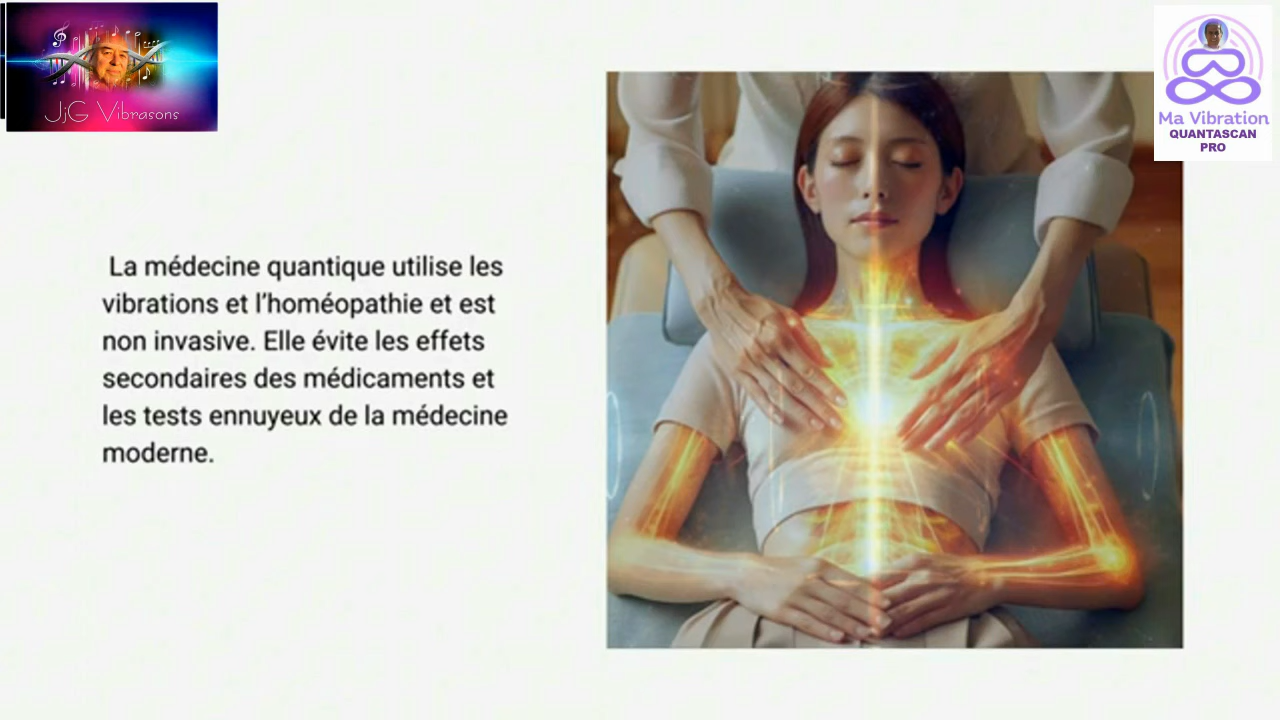 JjG Vibrasons
Ma Vibration
QUANTASCAN
PRO
La médecine quantique utilise les
vibrations et l’homéopathie et est
non invasive. Elle évite les effets
secondaires des médicaments et
les tests ennuyeux de la médecine
moderne.